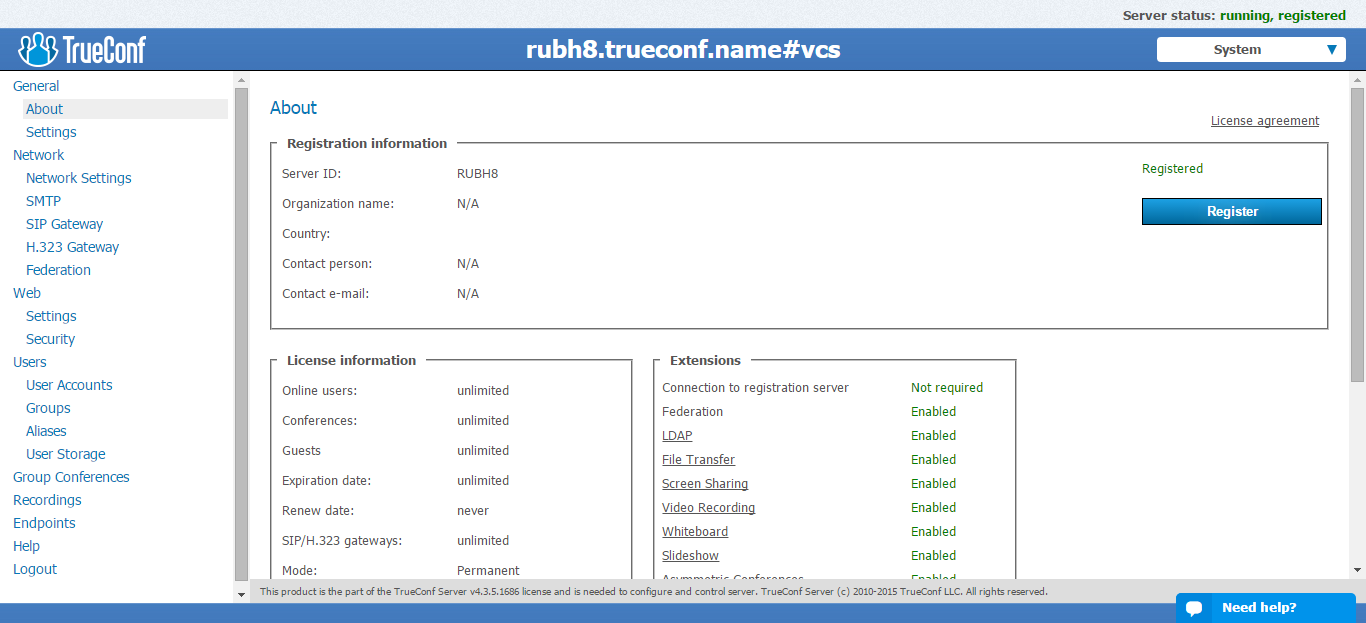 Server status: running, registered
TrueConf
rubh8.trueconf.name#vcs
System
General
About
Settings
Network
Network Settings
SMTP
SIP Gateway
H.323 Gateway
Federation
Web
Settings
Security
Users
User Accounts
Groups
Aliases
User Storage
Group Conferences
Recordings
Endpoints
Help
Logout
About
License agreement
Registration information
Server ID: RUBH8
Registered
Organization name: N/A
Register
Country:
Contact person: N/A
Contact e-mail: N/A
License information
Online users: unlimited
Conferences: unlimited
Guests unlimited
Expiration date: unlimited
Renew date: never
SIP/H.323 gateways: unlimited
Mode: Permanent
Extensions
Connection to registration server Not required
Federation Enabled
LDAP Enabled
File Transfer Enabled
Screen Sharing Enabled
Video Recording Enabled
Whiteboard Enabled
Slideshow Enabled
Asymmetric Conferences Enabled
This product is the part of the TrueConf Server v4.3.5.1686 license and is needed to configure and control server. TrueConf Server (c) 2010-2015 TrueConf LLC. All rights reserved.
Need help?